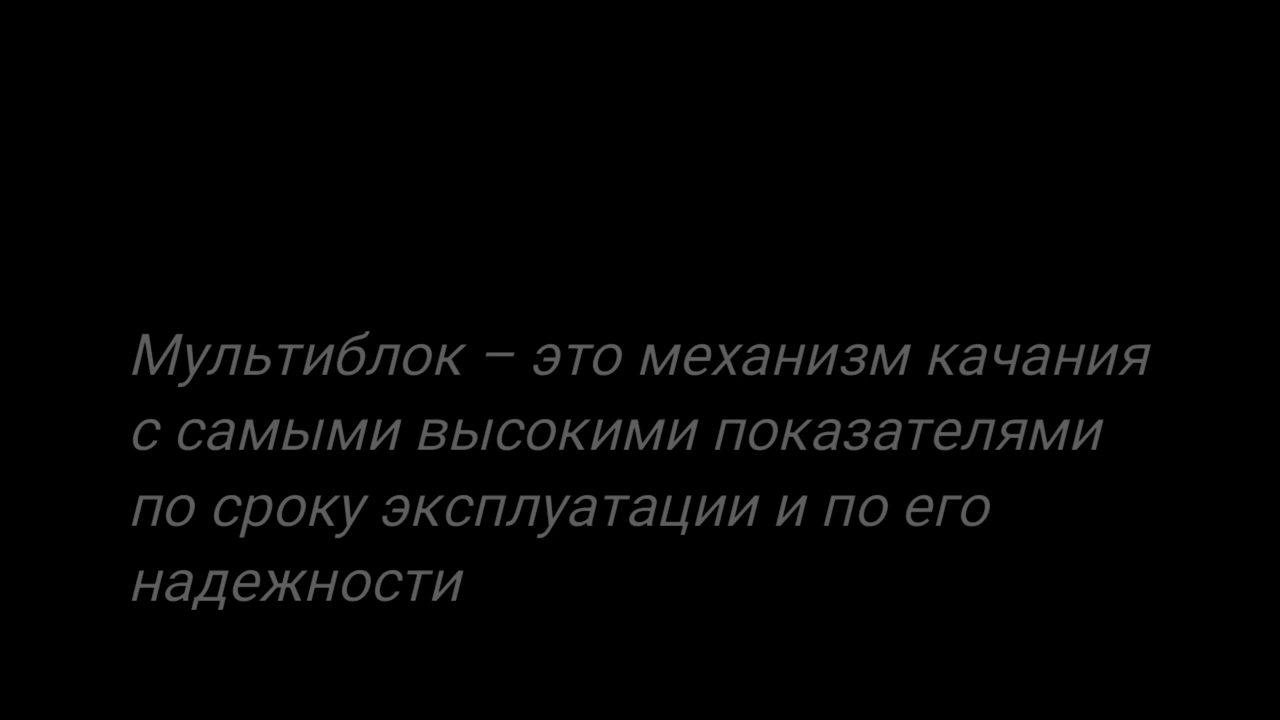 Мультиблок – это механизм качания
с самыми высокими показателями
по сроку эксплуатации и по его
надежности